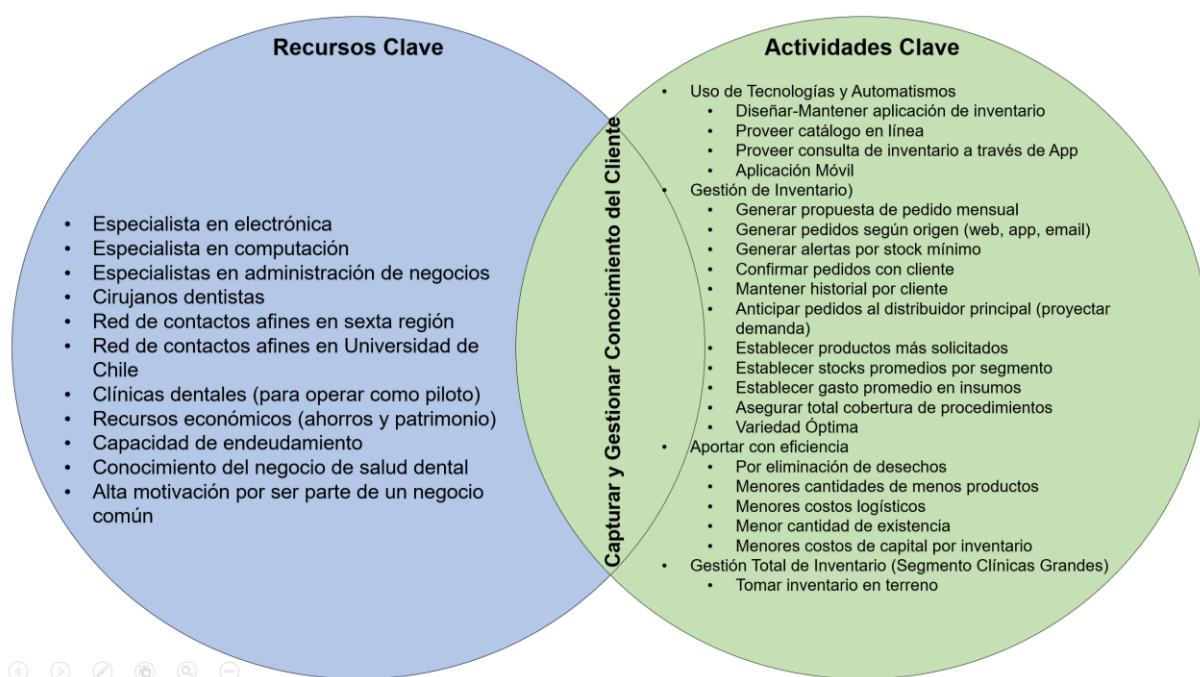 Recursos Clave
• Especialista en electrónica
• Especialista en computación
• Especialistas en administración de negocios
• Cirujanos dentistas
• Red de contactos afines en sexta región
• Red de contactos afines en Universidad de
Chile
• Clínicas dentales (para operar como piloto)
• Recursos económicos (ahorros y patrimonio)
• Capacidad de endeudamiento
• Conocimiento del negocio de salud dental
• Alta motivación por ser parte de un negocio
común
Capturar y Gestionar Conocimiento del Cliente
Actividades Clave
• Uso de Tecnologías y Automatismos
• Diseñar-Mantener aplicación de inventario
• Proveer catálogo en línea
• Proveer consulta de inventario a través de App
• Aplicación Móvil
• Gestión de Inventario)
• Generar propuesta de pedido mensual
• Generar pedidos según origen (web, app, email)
• Generar alertas por stock mínimo
• Confirmar pedidos con cliente
• Mantener historial por cliente
• Anticipar pedidos al distribuidor principal (proyectar
demanda)
• Establecer productos más solicitados
• Establecer stocks promedios por segmento
• Establecer gasto promedio en insumos
• Asegurar total cobertura de procedimientos
• Variedad Óptima
• Aportar con eficiencia
• Por eliminación de desechos
• Menores cantidades de menos productos
• Menores costos logísticos
• Menor cantidad de existencia
• Menores costos de capital por inventario
• Gestión Total de Inventario (Segmento Clínicas Grandes)
• Tomar inventario en terreno